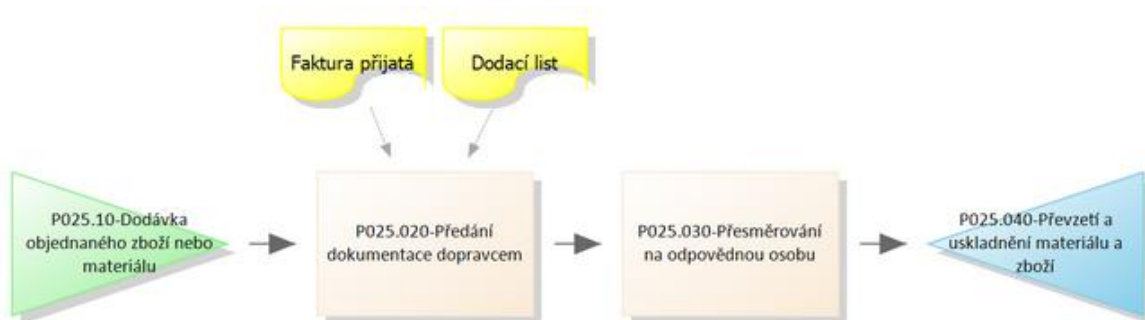 Faktura přijatá
Dodací list
P025.10-Dodávka
objednaného zboží nebo
materiálu
P025.020-Předání
dokumentace dopravcem
P025.030-Přesměrování
na odpovědnou osobu
P025.040-Převzetí a
uskladnění materiálu a
zboží